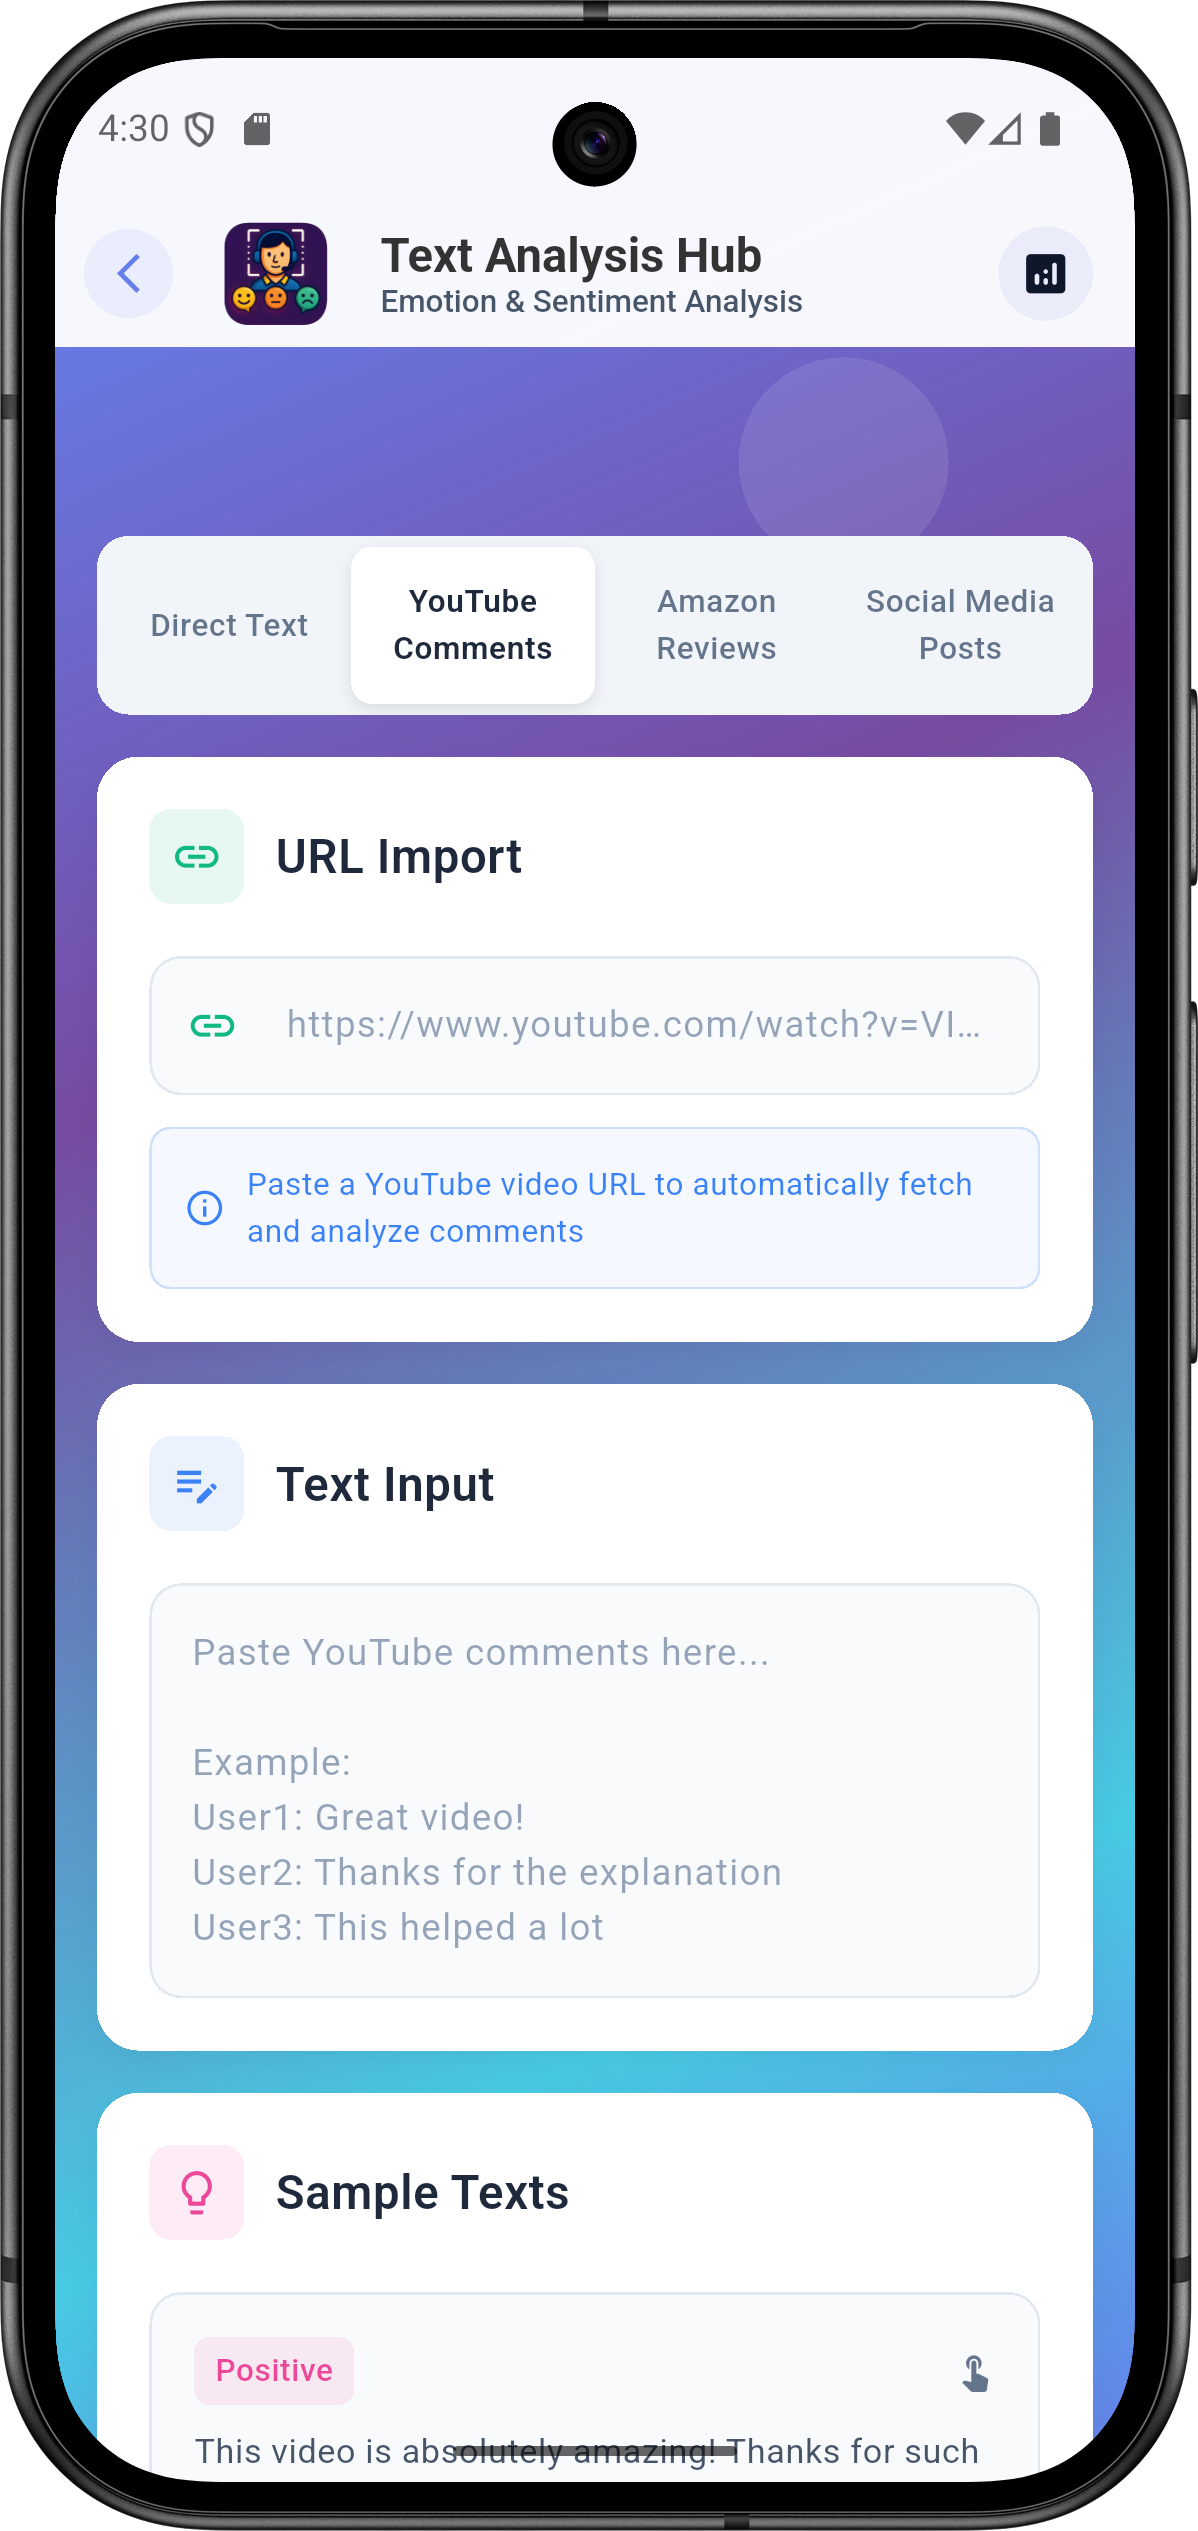 4:30
Text Analysis Hub
Emotion & Sentiment Analysis
Direct Text
YouTube
Comments
Amazon
Reviews
Social Media
Posts
URL Import
https://www.youtube.com/watch?v=VI...
Paste a YouTube video URL to automatically fetch
and analyze comments
Text Input
Paste YouTube comments here...
Example:
User1: Great video!
User2: Thanks for the explanation
User3: This helped a lot
Sample Texts
Positive
This video is absolutely amazing! Thanks for such